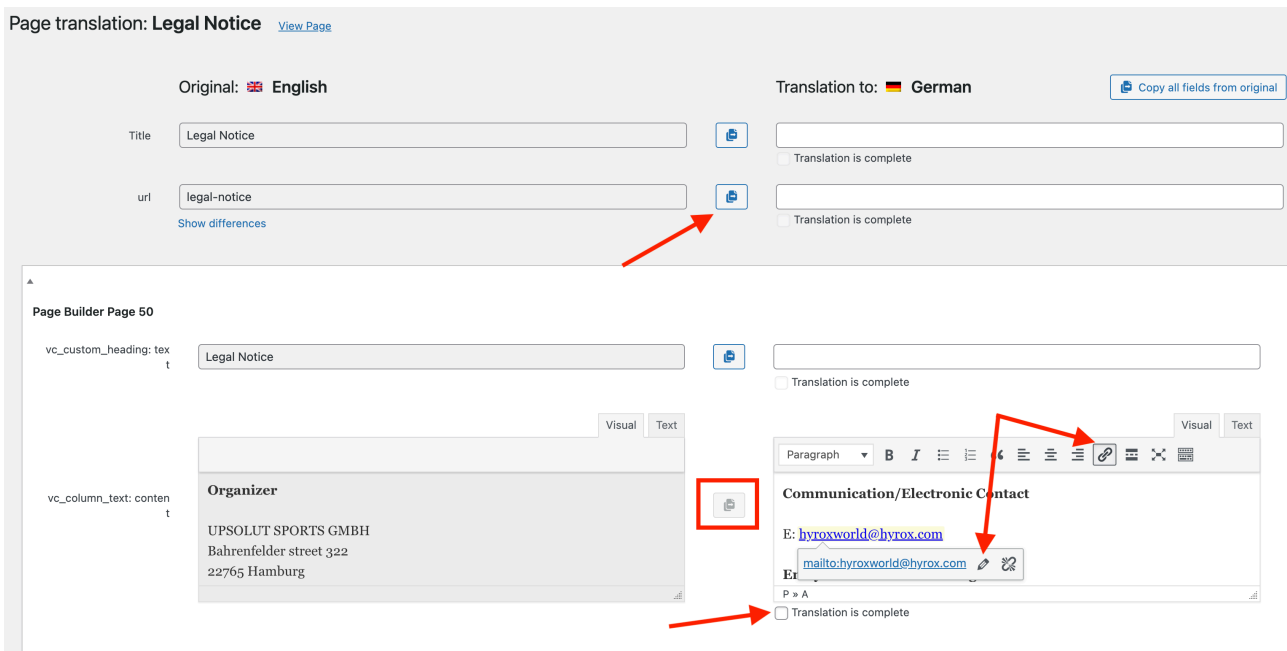 Page translation: Legal Notice View Page
Original: English
Translation to: German
Copy all fields from original
Title
Legal Notice
Translation is complete
url
legal-notice
Translation is complete
Show differences
Page Builder Page 50
vc_custom_heading: tex
t
Legal Notice
Translation is complete
Visual Text
Visual Text
Paragraph
vc_column_text: conten
t
Organizer
UPSOLUT SPORTS GMBH
Bahrenfelder street 322
22765 Hamburg
Communication/Electronic Contact
E: hyroxworld@hyrox.com
mailto:hyroxworld@hyrox.com
P » A
Translation is complete